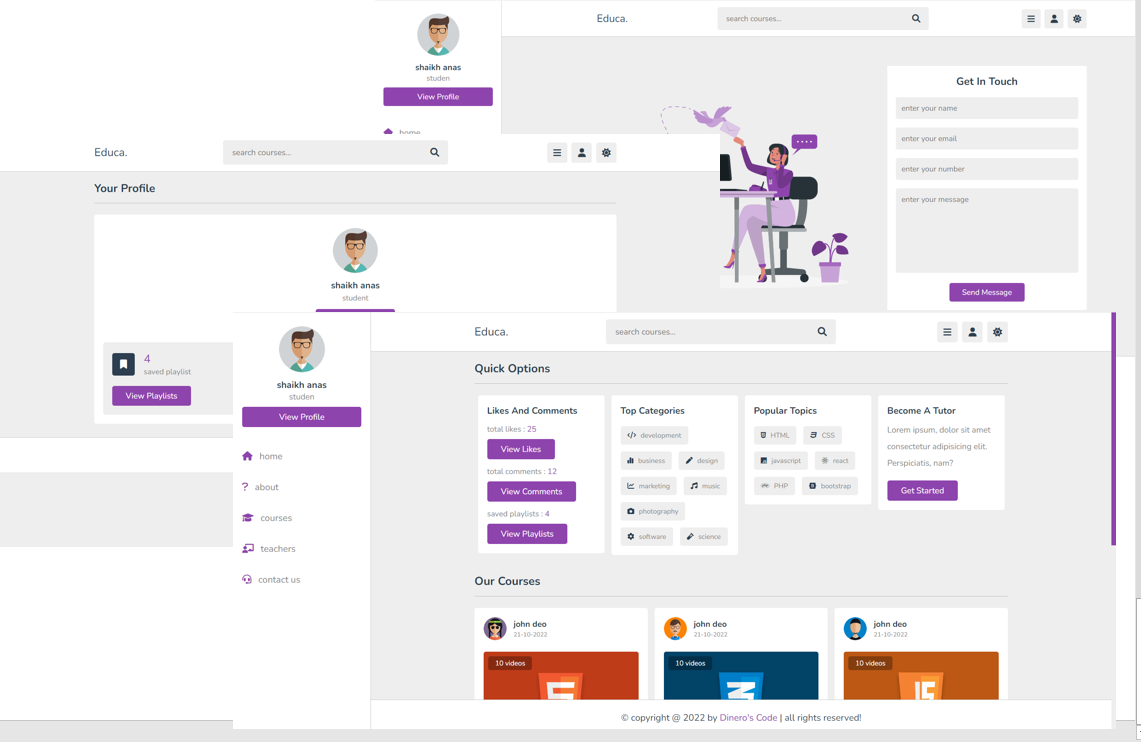 shaikh anas
studen
View Profile
home
Educa.
search courses...
Get In Touch
enter your name
enter your email
enter your number
enter your message
Send Message
Educa.
search courses...
Your Profile
shaikh anas
student
4
saved playlist
View Playlists
shaikh anas
studen
View Profile
home
? about
courses
teachers
contact us
Educa.
search courses...
Quick Options
Likes And Comments
total likes : 25
View Likes
total comments : 12
View Comments
saved playlists : 4
View Playlists
Top Categories
development
business
design
marketing
music
photography
software
science
Popular Topics
HTML
CSS
javascript
react
PHP
bootstrap
Become A Tutor
Lorem ipsum, dolor sit amet
consectetur adipisicing elit.
Perspiciatis, nam?
Get Started
Our Courses
john deo
21-10-2022
10 videos
john deo
21-10-2022
10 videos
john deo
21-10-2022
10 videos
© copyright @ 2022 by Dinero's Code | all rights reserved!